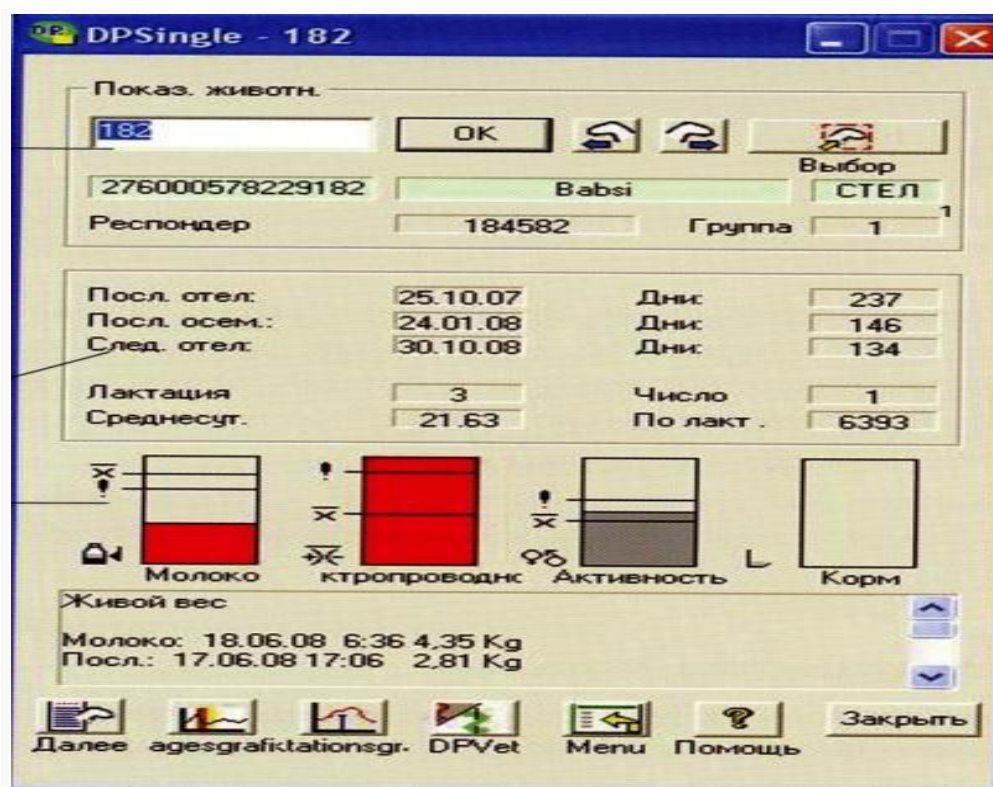 DPSingle - 182
Показ. животн.
182 OK Выбор
276000578229182 Babsi СТЕЛ
Респондер 184582 Группа 1 1
Посл. отел: 25.10.07 Дни: 237
Посл. осем.: 24.01.08 Дни: 146
След. отел: 30.10.08 Дни: 134
Лактация 3 Число 1
Среднесут. 21.63 По лакт . 6393
Молоко ктропроводнс Активность Корм
Живой вес
Молоко: 18.06.08 6:36 4,35 Kg
Посл.: 17.06.08 17:06 2,81 Kg
Далее agesgrafik tationsgr. DPVet Menu Помощь Закрыть